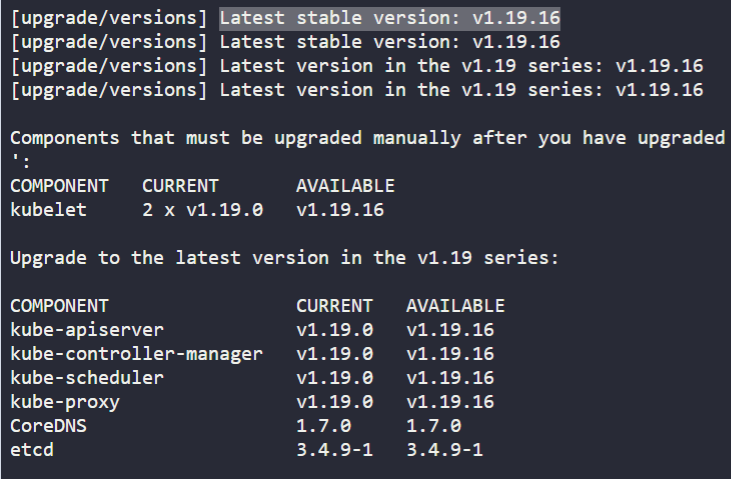 [upgrade/versions] Latest stable version: v1.19.16
[upgrade/versions] Latest stable version: v1.19.16
[upgrade/versions] Latest version in the v1.19 series: v1.19.16
[upgrade/versions] Latest version in the v1.19 series: v1.19.16
Components that must be upgraded manually after you have upgraded
':
COMPONENT CURRENT AVAILABLE
kubelet 2 x v1.19.0 v1.19.16
Upgrade to the latest version in the v1.19 series:
COMPONENT CURRENT AVAILABLE
kube-apiserver v1.19.0 v1.19.16
kube-controller-manager v1.19.0 v1.19.16
kube-scheduler v1.19.0 v1.19.16
kube-proxy v1.19.0 v1.19.16
CoreDNS 1.7.0 1.7.0
etcd 3.4.9-1 3.4.9-1